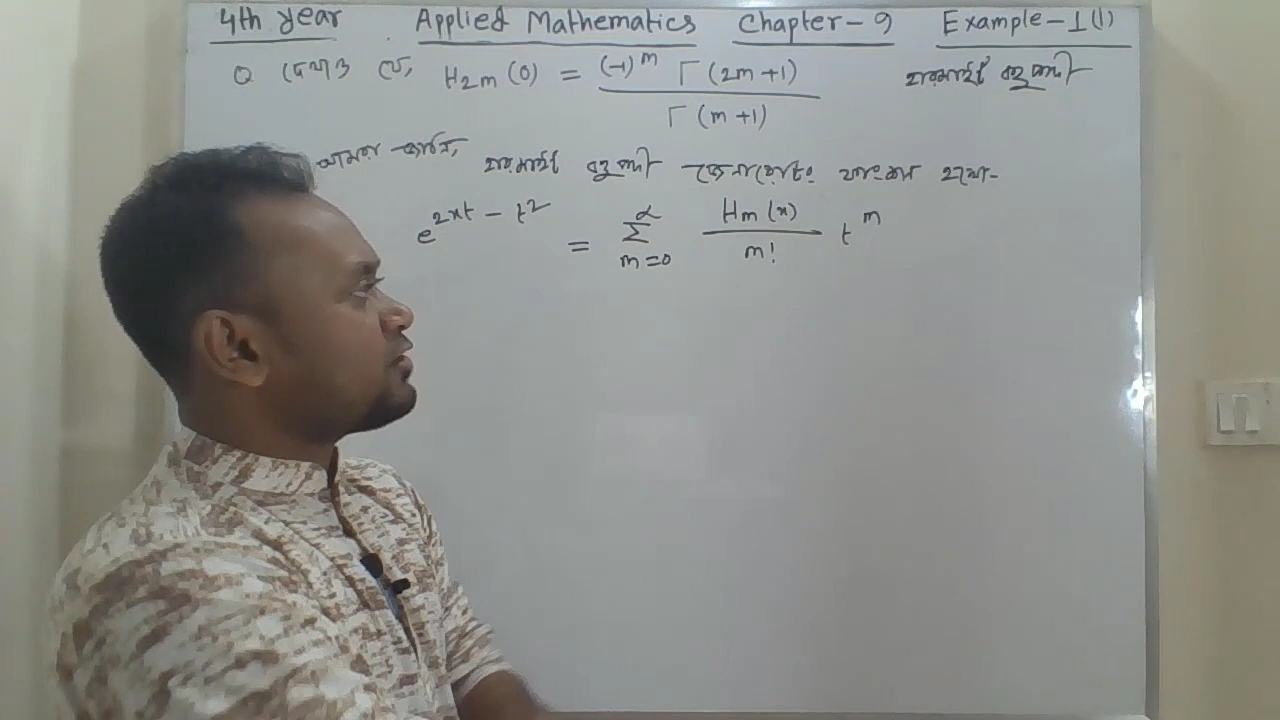 4th year Applied Mathematics Chapter-9 Example-1(1)
Q দেখাও যে, H2m(0) = (-1)^m Γ(2m+1) / Γ(m+1) হারমাইট বহুপদী
আমরা জানি, হারমাইট বহুপদী জেনারেটিং ফাংশন হলো-
e^{2xt - t^2} = Σ_{m=0}^{∝} Hm(x) / m! t^m